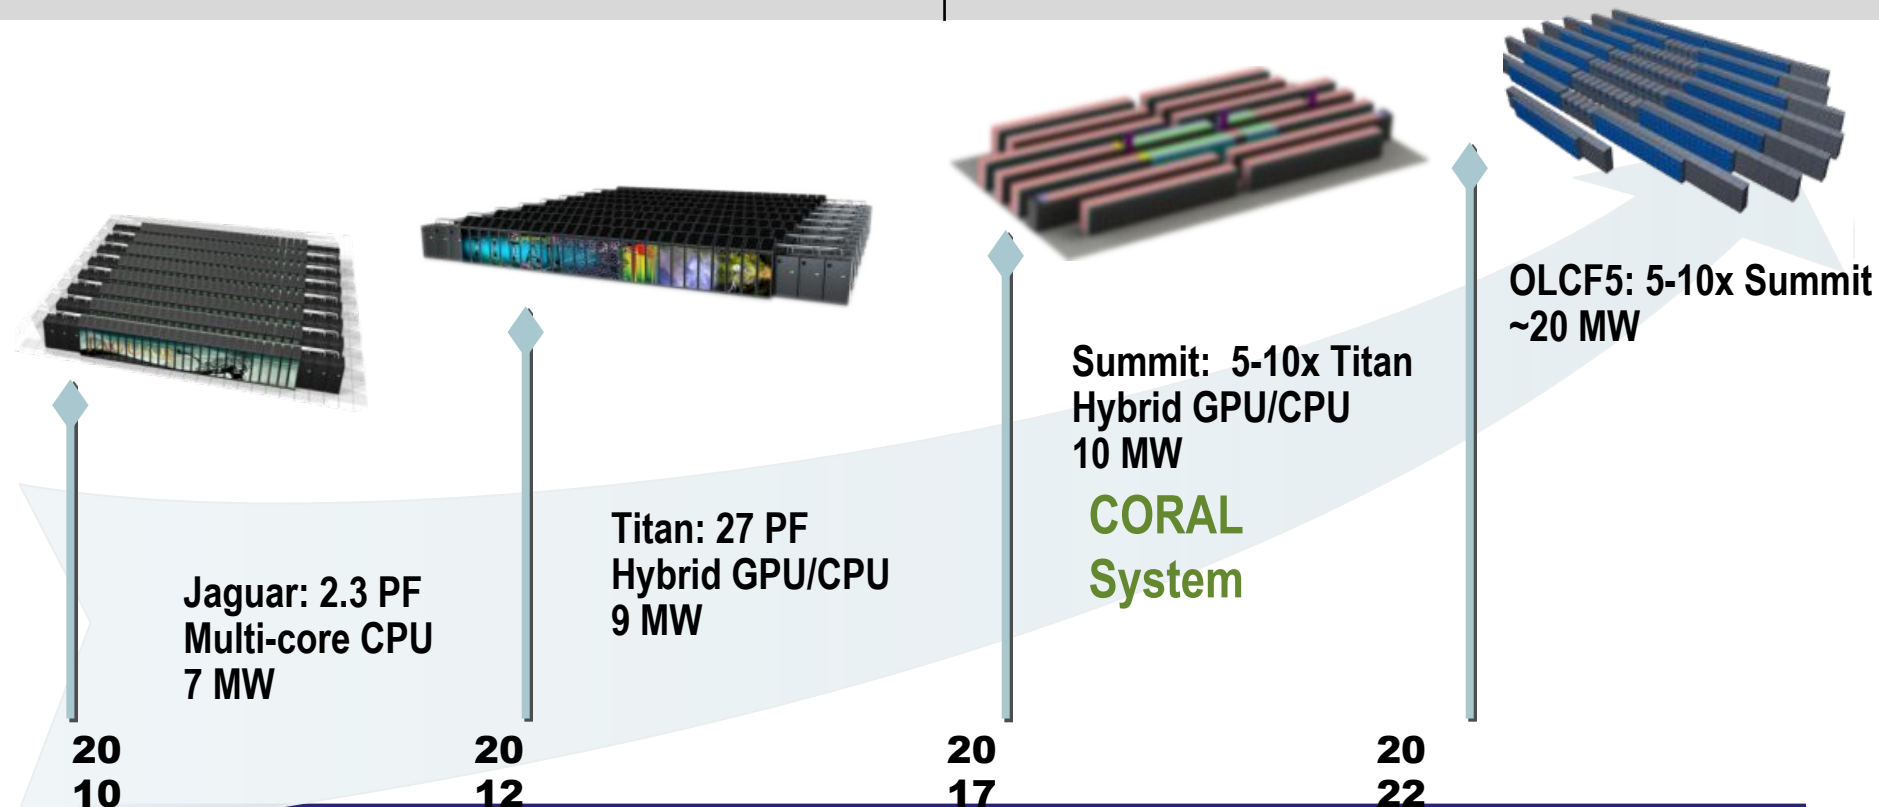 OLCF5: 5-10x Summit
~20 MW
Summit: 5-10x Titan
Hybrid GPU/CPU
10 MW
CORAL
System
Titan: 27 PF
Hybrid GPU/CPU
9 MW
Jaguar: 2.3 PF
Multi-core CPU
7 MW
20
10
20
12
20
17
20
22